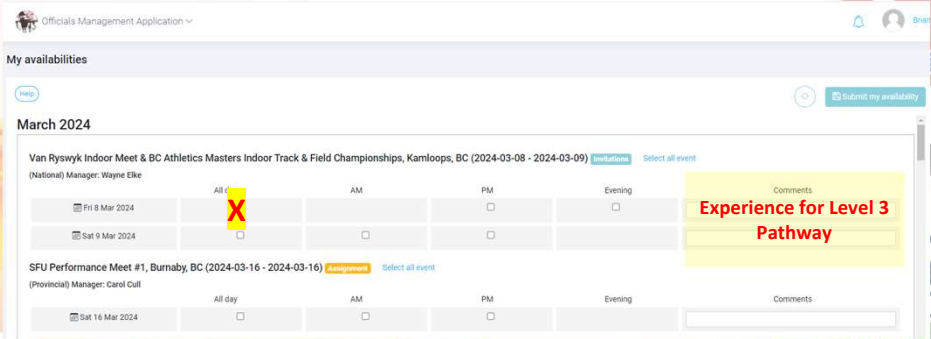 Officials Management Application
Brian
My availabilities
Help
Submit my availability
March 2024
Van Ryswyk Indoor Meet & BC Athletics Masters Indoor Track & Field Championships, Kamloops, BC (2024-03-08 - 2024-03-09) Invitations Select all event
(National) Manager: Wayne Elke
All AM PM Evening Comments
Fri 8 Mar 2024 X Experience for Level 3
Pathway
Sat 9 Mar 2024
SFU Performance Meet #1, Burnaby, BC (2024-03-16 - 2024-03-16) Assignment Select all event
(Provincial) Manager: Carol Cull
All day AM PM Evening Comments
Sat 16 Mar 2024